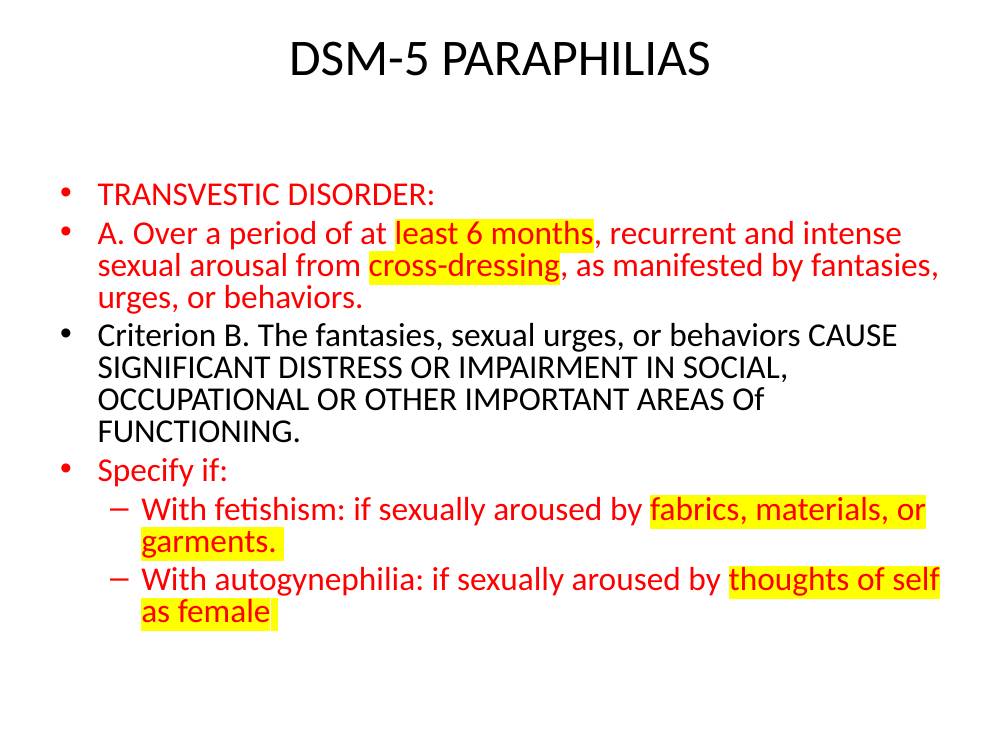 DSM-5 PARAPHILIAS
• TRANSVESTIC DISORDER:
• A. Over a period of at least 6 months, recurrent and intense
sexual arousal from cross-dressing, as manifested by fantasies,
urges, or behaviors.
• Criterion B. The fantasies, sexual urges, or behaviors CAUSE
SIGNIFICANT DISTRESS OR IMPAIRMENT IN SOCIAL,
OCCUPATIONAL OR OTHER IMPORTANT AREAS Of
FUNCTIONING.
• Specify if:
– With fetishism: if sexually aroused by fabrics, materials, or
garments.
– With autogynephilia: if sexually aroused by thoughts of self
as female